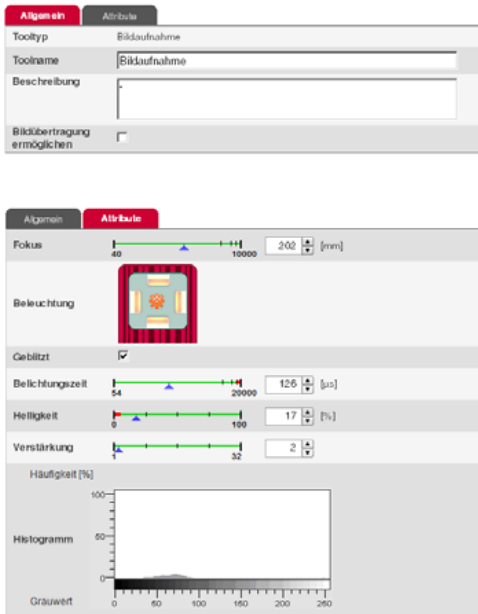 Allgemein Attribute
Tooltyp Bildaufnahme
Toolname Bildaufnahme
Beschreibung -
Bildübertragung
ermöglichen
Allgemein Attribute
Fokus 40 10000 202 [mm]
Beleuchtung
Geblitzt
Belichtungszeit 54 20000 126 [µs]
Helligkeit 0 100 17 [%]
Verstärkung 1 32 2
Häufigkeit [%]
100
50
Histogramm
0
Grauwert 0 50 100 150 200 250